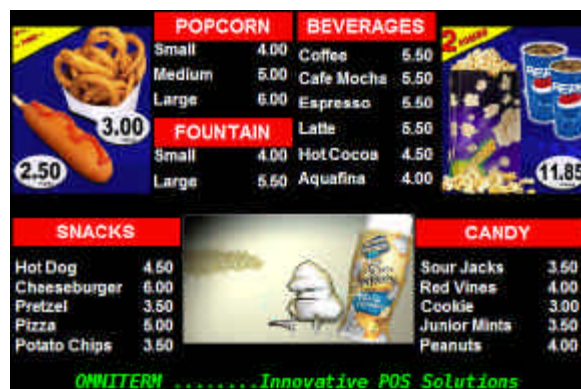 POPCORN
Small 4.00
Medium 5.00
Large 6.00
FOUNTAIN
Small 4.00
Large 5.50
BEVERAGES
Coffee 5.50
Cafe Mocha 5.50
Espresso 5.50
Latte 5.50
Hot Cocoa 4.50
Aquafina 4.00
3.00
2.50
2
PEPSI
11.85
SNACKS
Hot Dog 4.50
Cheeseburger 6.00
Pretzel 3.50
Pizza 5.00
Potato Chips 3.50
CANDY
Sour Jacks 3.50
Red Vines 4.00
Cookie 3.00
Junior Mints 3.50
Peanuts 4.00
OMNITERM ........Innovative POS Solutions